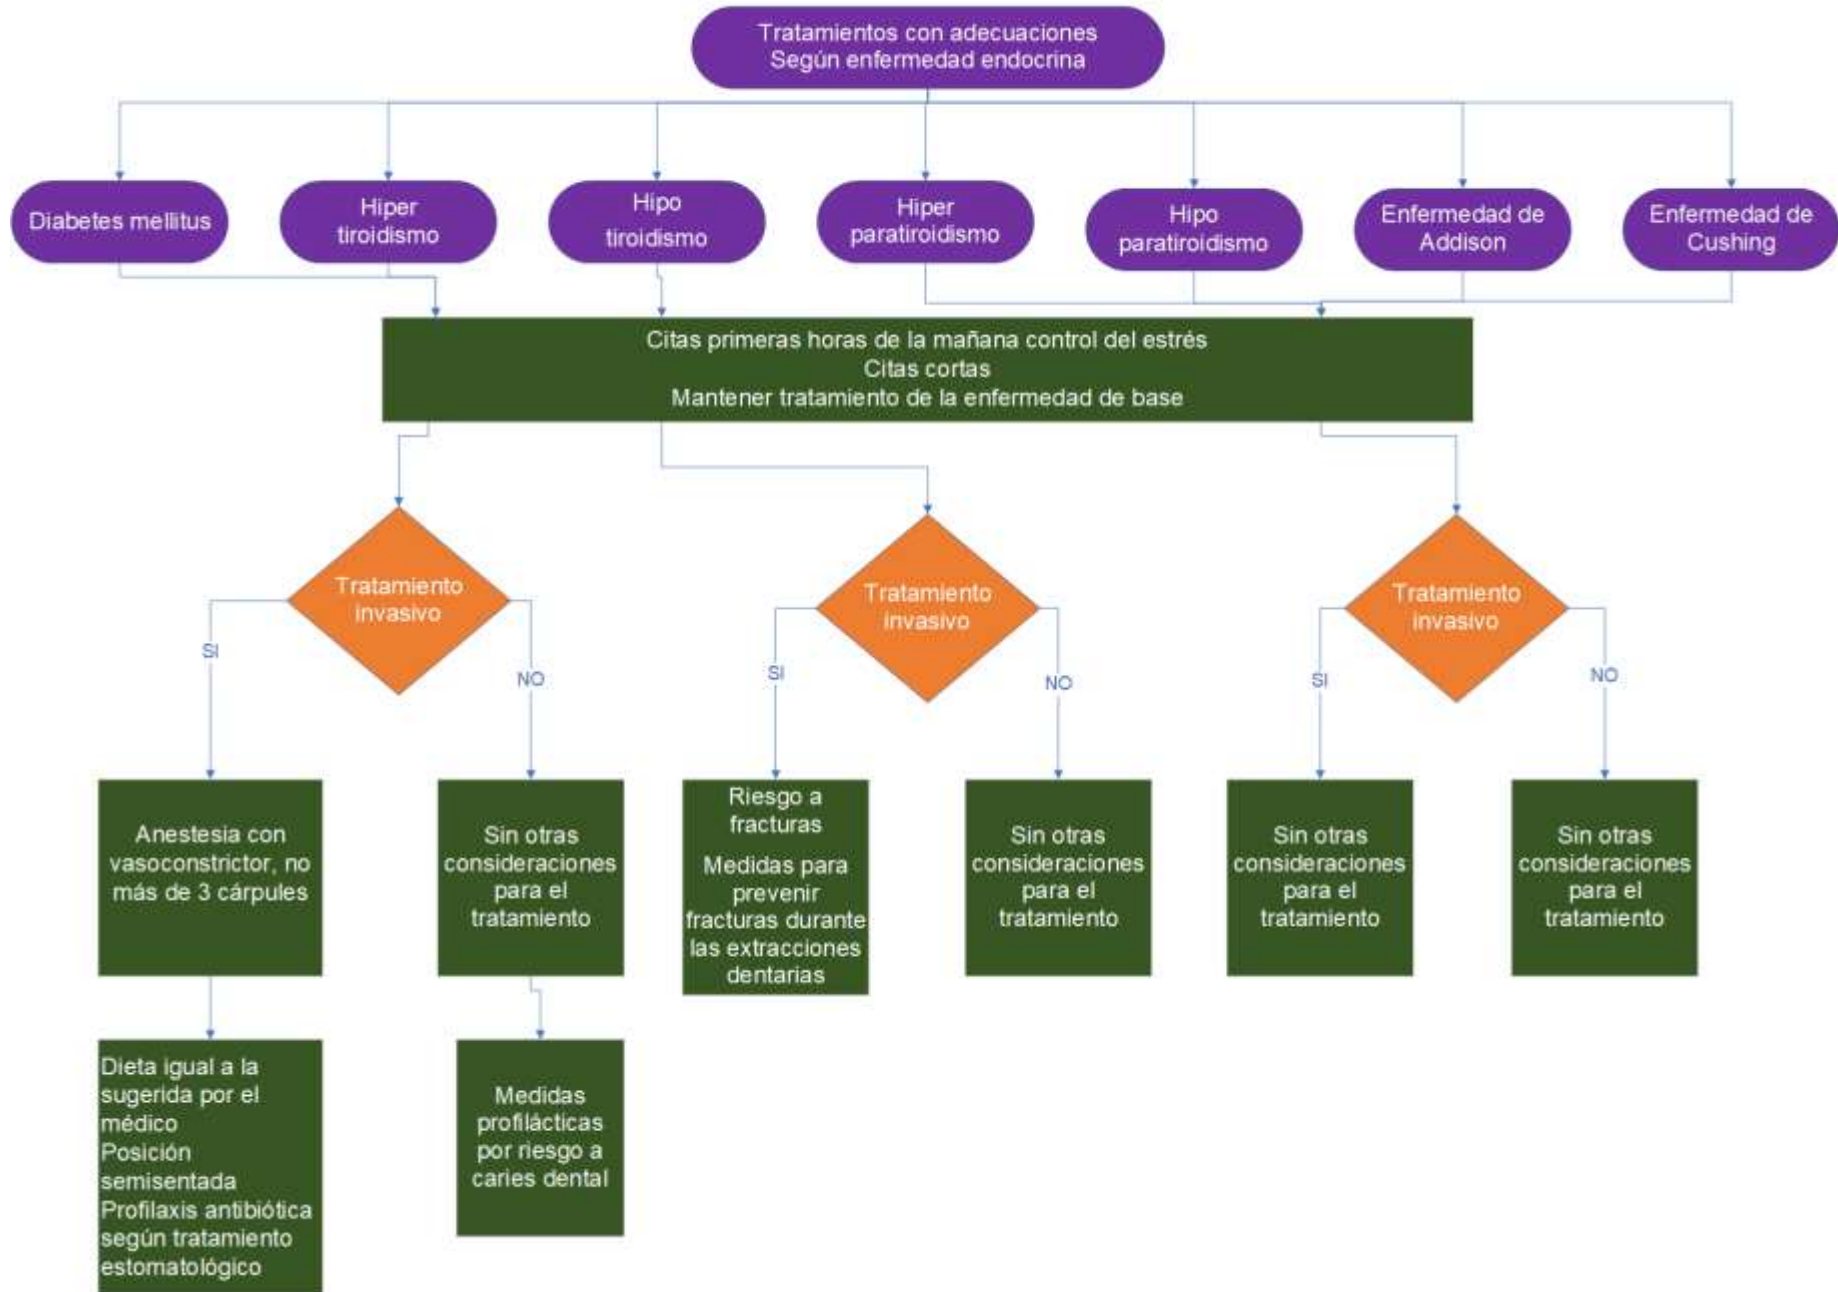 Tratamientos con adecuaciones
Según enfermedad endocrina
Diabetes mellitus
Hiper
tiroidismo
Hipo
tiroidismo
Hiper
paratiroidismo
Hipo
paratiroidismo
Enfermedad de
Addison
Enfermedad de
Cushing
Citas primeras horas de la mañana control del estrés
Citas cortas
Mantener tratamiento de la enfermedad de base
Tratamiento
invasivo
SI
NO
Tratamiento
invasivo
SI
NO
Tratamiento
invasivo
SI
NO
Anestesia con
vasoconstrictor, no
más de 3 cárpules
Sin otras
consideraciones
para el
tratamiento
Riesgo a
fracturas
Medidas para
prevenir
fracturas durante
las extracciones
dentarias
Sin otras
consideraciones
para el
tratamiento
Sin otras
consideraciones
para el
tratamiento
Sin otras
consideraciones
para el
tratamiento
Dieta igual a la
sugerida por el
médico
Posición
semisentada
Profilaxis antibiótica
según tratamiento
estomatológico
Medidas
profilácticas
por riesgo a
caries dental